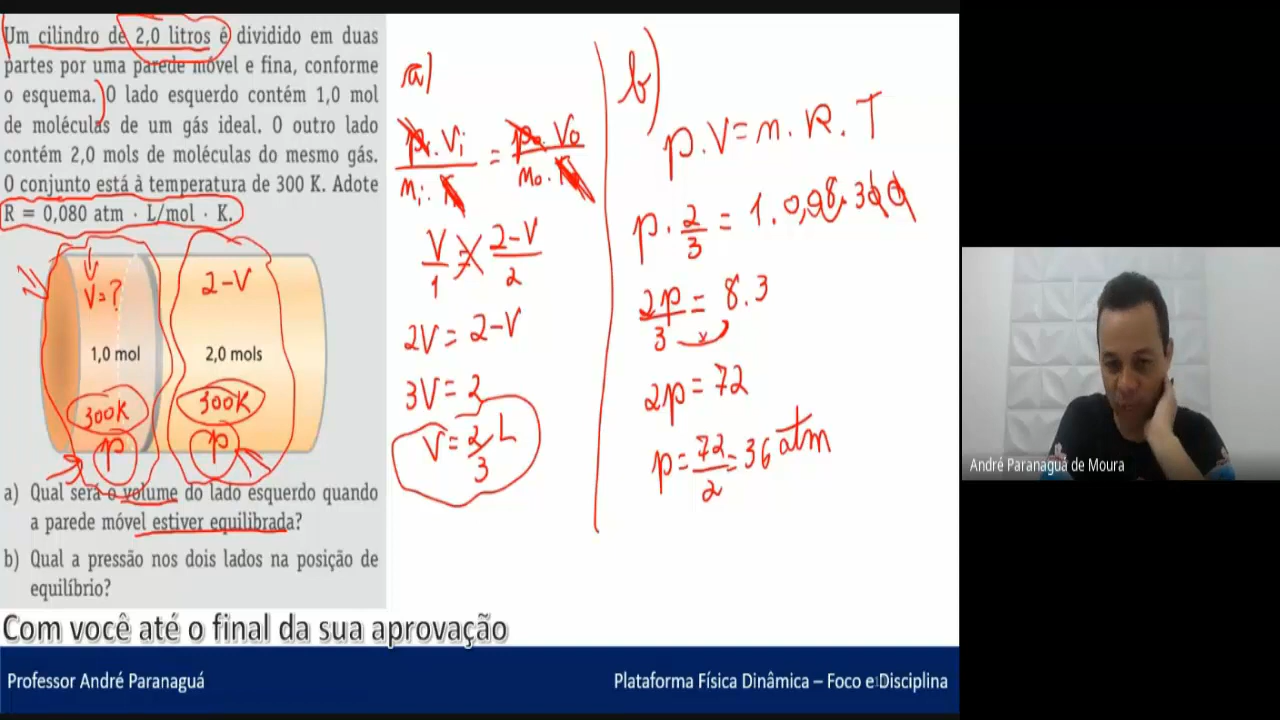 Um cilindro de 2,0 litros é dividido em duas
partes por uma parede móvel e fina, conforme
o esquema. O lado esquerdo contém 1,0 mol
de moléculas de um gás ideal. O outro lado
contém 2,0 mols de moléculas do mesmo gás.
O conjunto está à temperatura de 300 K. Adote
R = 0,080 atm · L/mol · K.
V=?
2-V
1,0 mol
2,0 mols
300K
300K
p
p
a) Qual será o volume do lado esquerdo quando
a parede móvel estiver equilibrada?
b) Qual a pressão nos dois lados na posição de
equilíbrio?
a)
Vi = Vo
mi . mo .
V/1 = 2-V/2
2V = 2-V
3V = 2
V = 2/3 L
b)
p.V = n.R.T
p. 2/3 = 1. 0,08. 300
2p/3 = 8.3
2p = 72
p = 72/2 = 36 atm
André Paranaguá de Moura
Com você até o final da sua aprovação
Professor André Paranaguá
Plataforma Física Dinâmica – Foco e Disciplina